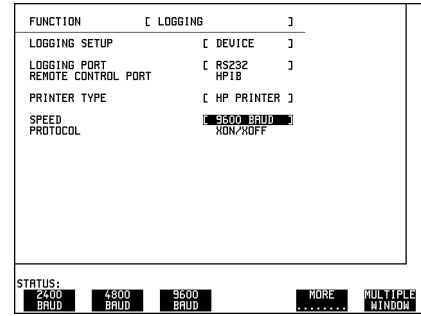 FUNCTION [ LOGGING ]
LOGGING SETUP [ DEVICE ]
LOGGING PORT [ RS232 ]
REMOTE CONTROL PORT HPIB
PRINTER TYPE [ HP PRINTER ]
SPEED [ 9600 BAUD ]
PROTOCOL XON/XOFF
STATUS:
2400 BAUD 4800 BAUD 9600 BAUD MORE ........ MULTIPLE WINDOW